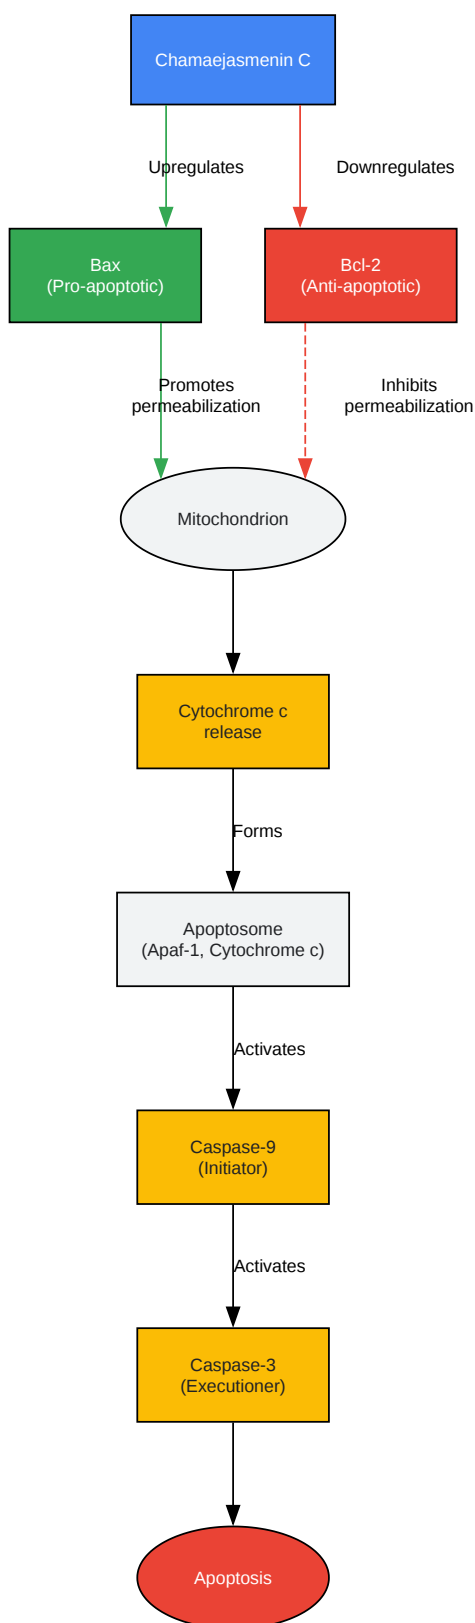 Chamaejasmenin C
Upregulates
Downregulates
Bax
(Pro-apoptotic)
Bcl-2
(Anti-apoptotic)
Promotes
permeabilization
Inhibits
permeabilization
Mitochondrion
Cytochrome c
release
Forms
Apoptosome
(Apaf-1, Cytochrome c)
Activates
Caspase-9
(Initiator)
Activates
Caspase-3
(Executioner)
Apoptosis